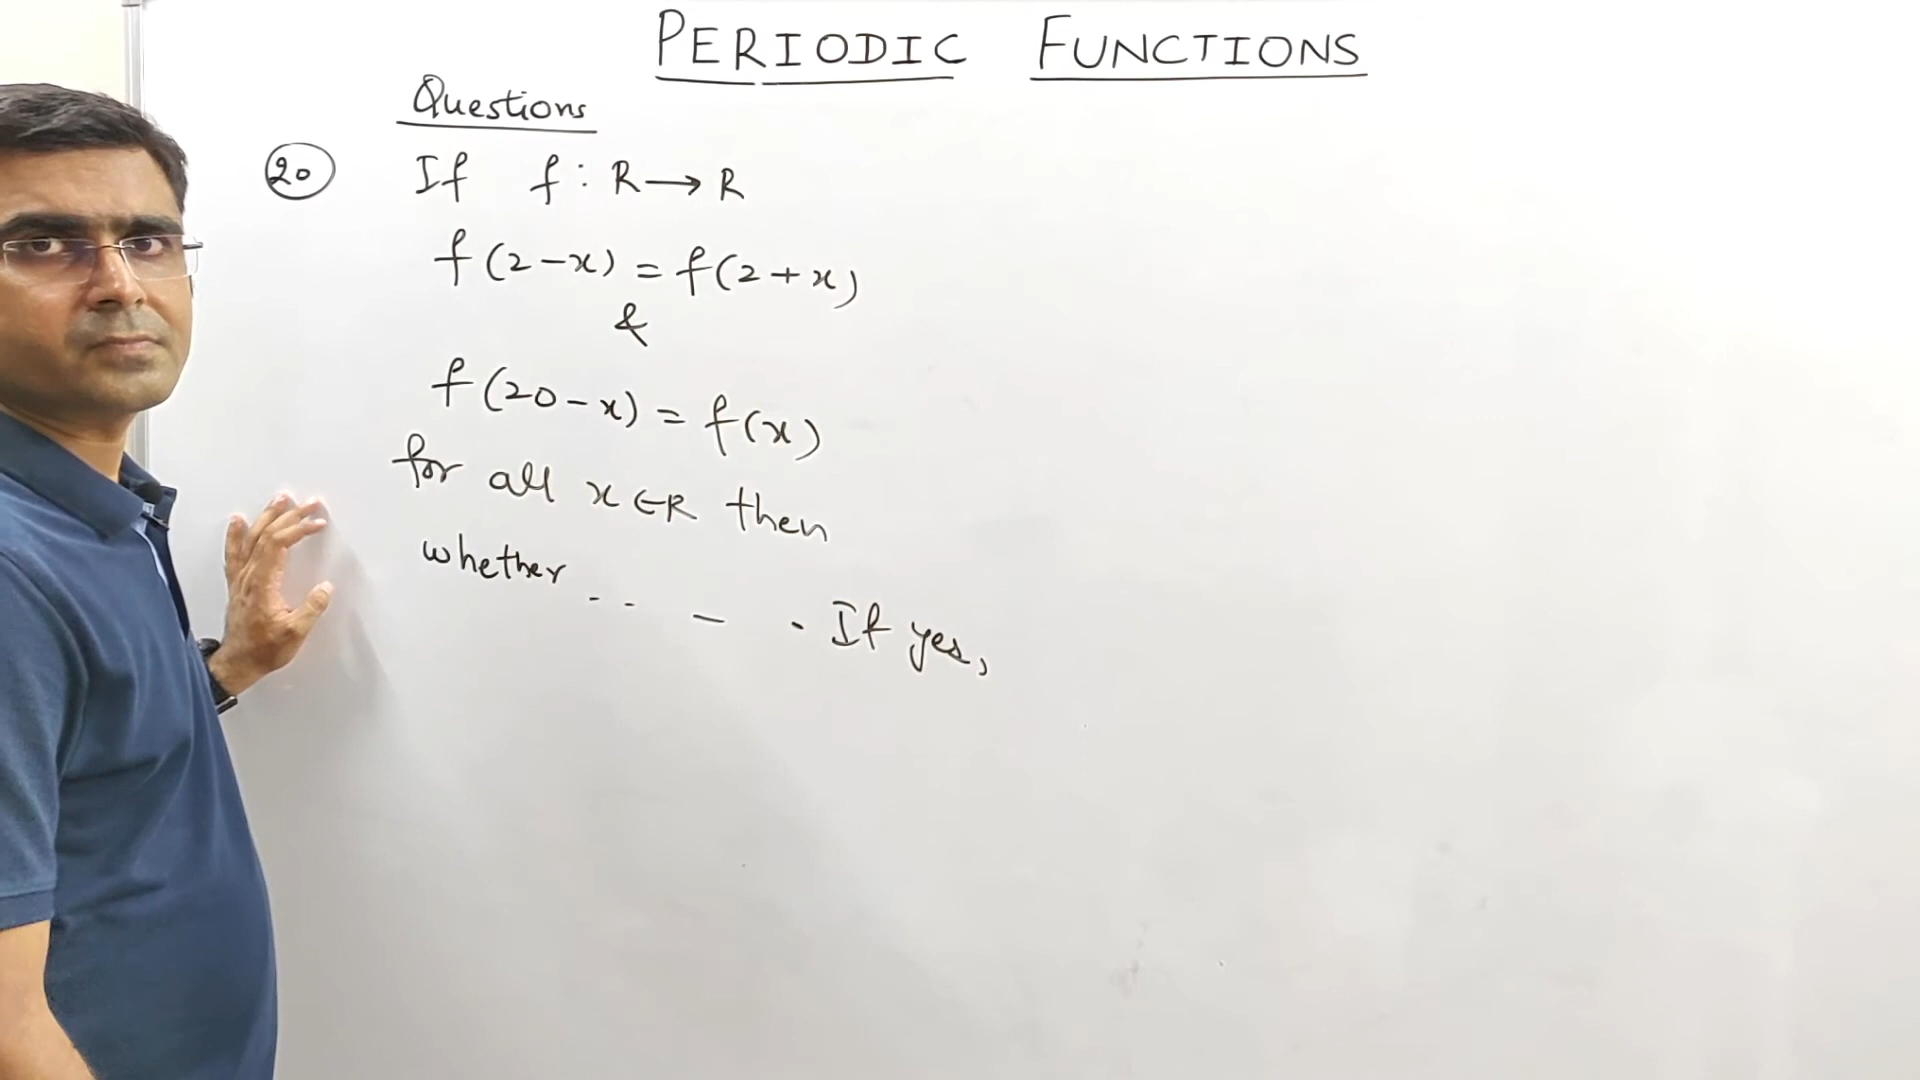 PERIODIC FUNCTIONS
Questions
20 If f : R → R
f(2-x) = f(2+x)
&
f(20-x) = f(x)
for all x ∈ R then
whether .. _ . If yes,